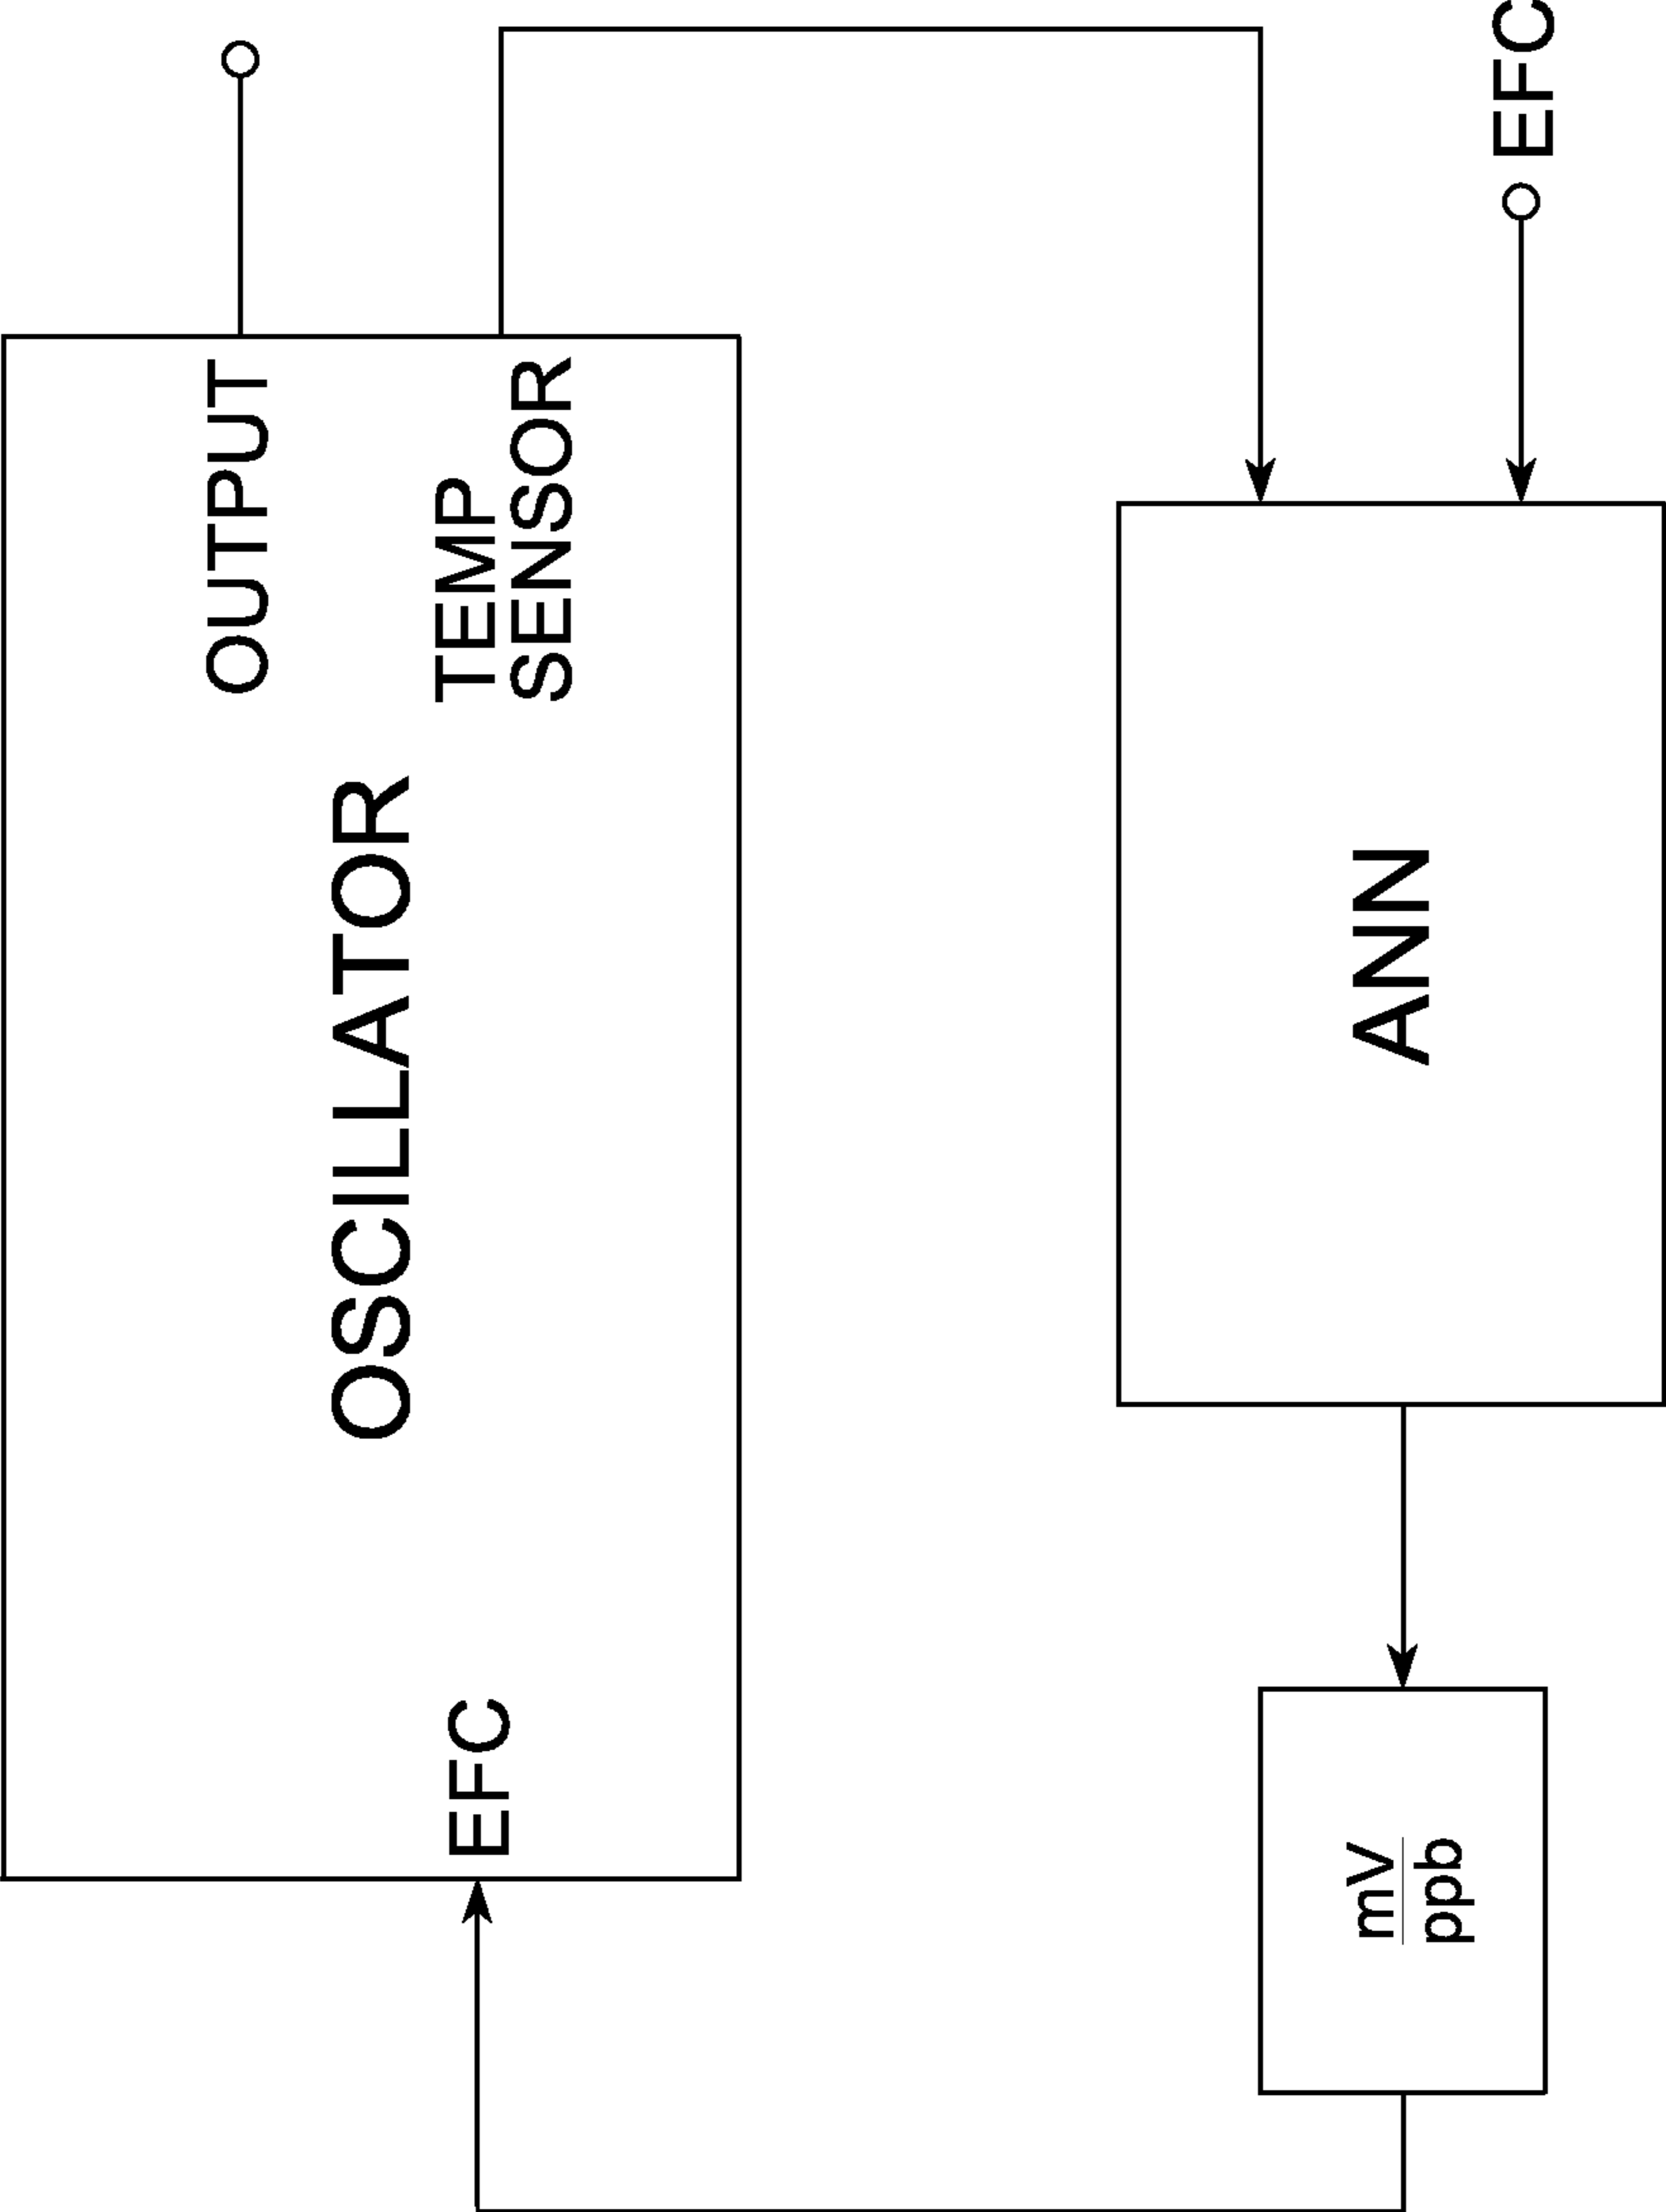 OUTPUT
OSCILLATOR
EFC
TEMP
SENSOR
ANN
mV
ppb
EFC